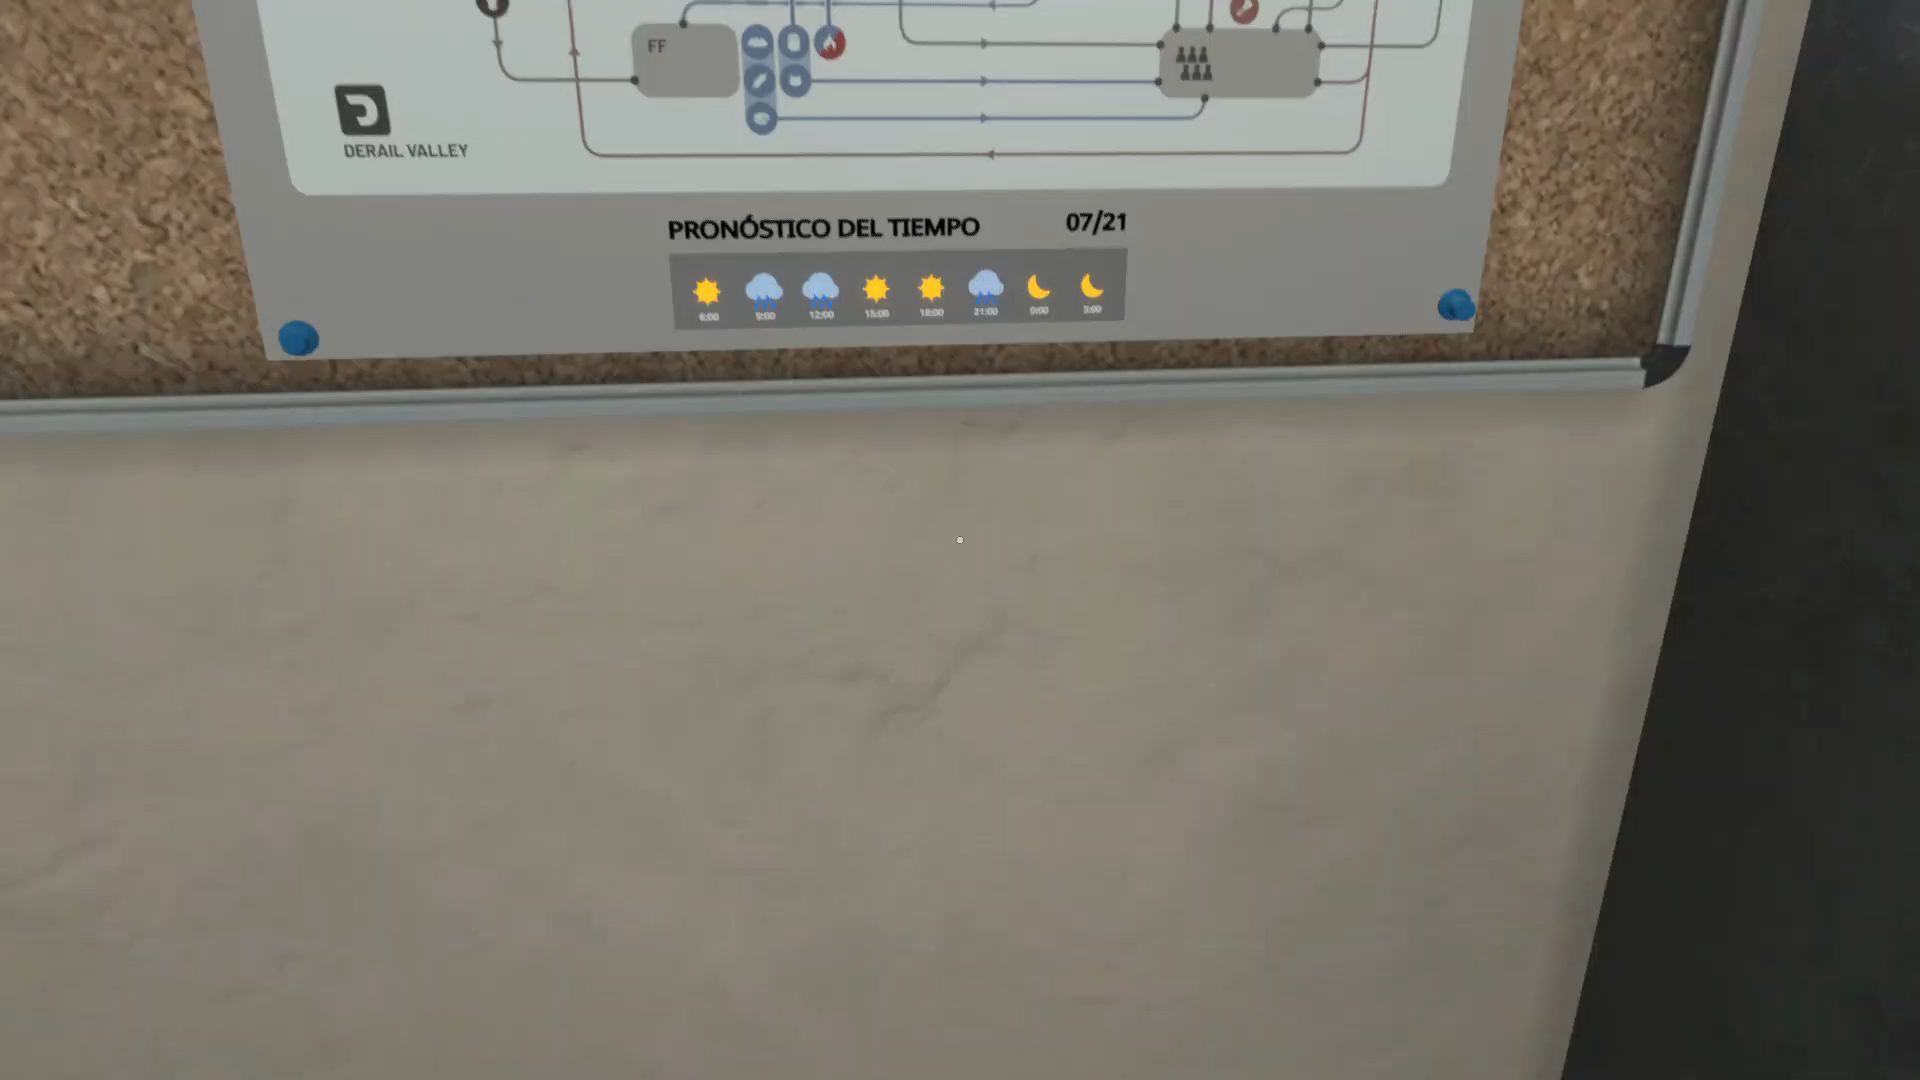 FF
DERAIL VALLEY
PRONÓSTICO DEL TIEMPO 07/21
6:00 9:00 12:00 15:00 18:00 21:00 0:00 3:00